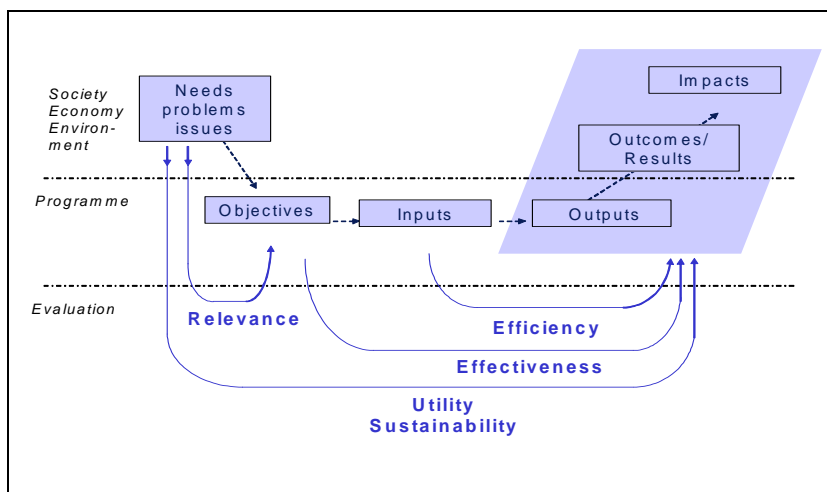 Society
Economy
Environ-
ment
Needs
problems
issues
Impacts
Outcomes/
Results
Programme
Objectives
Inputs
Outputs
Evaluation
Relevance
Efficiency
Effectiveness
Utility
Sustainability